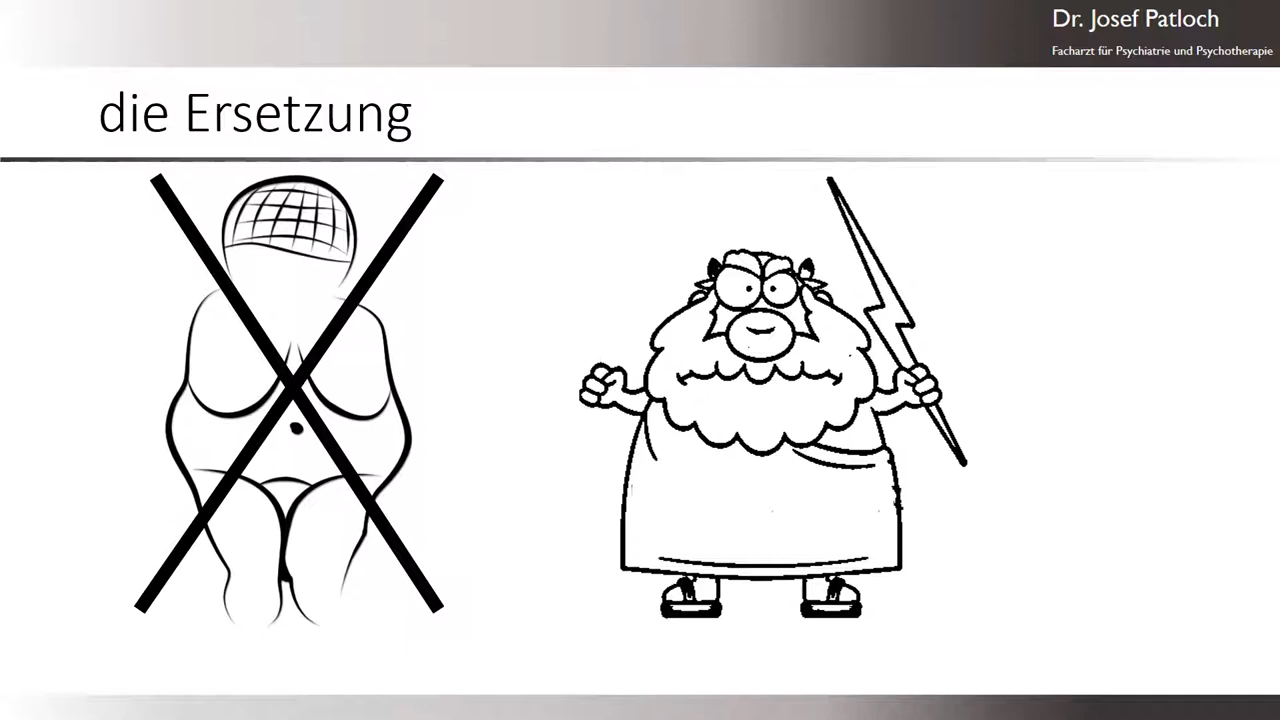 Dr. Josef Patloch
Facharzt für Psychiatrie und Psychotherapie
die Ersetzung